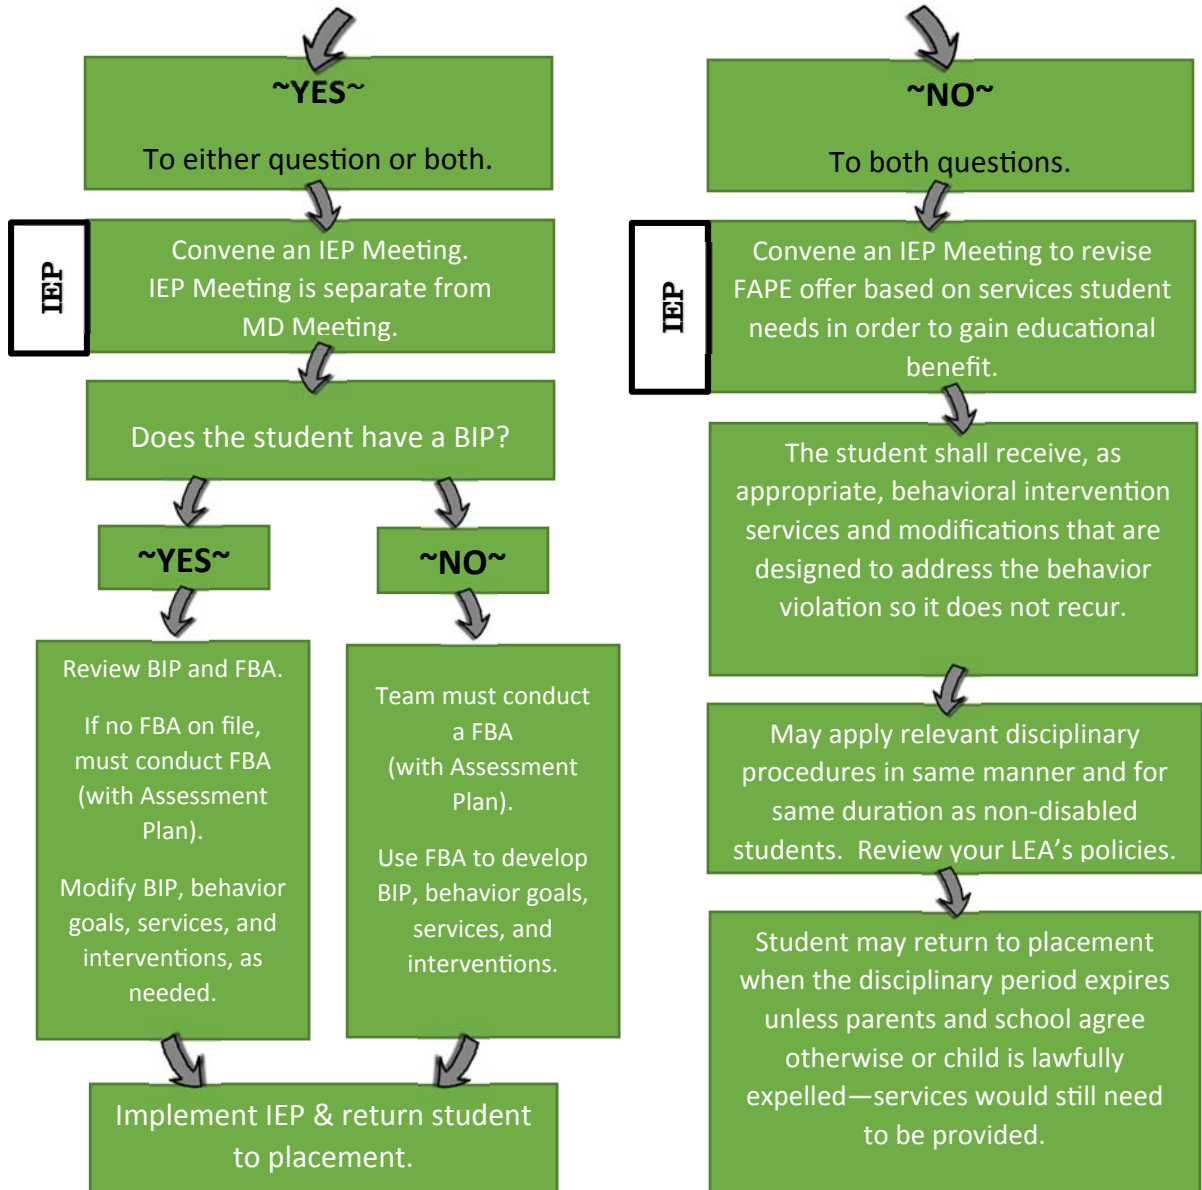 ~YES~
To either question or both.
IEP
Convene an IEP Meeting.
IEP Meeting is separate from
MD Meeting.
Does the student have a BIP?
~YES~
Review BIP and FBA.
If no FBA on file,
must conduct FBA
(with Assessment
Plan).
Modify BIP, behavior
goals, services, and
interventions, as
needed.
~NO~
Team must conduct
a FBA
(with Assessment
Plan).
Use FBA to develop
BIP, behavior goals,
services, and
interventions.
Implement IEP & return student
to placement.
~NO~
To both questions.
IEP
Convene an IEP Meeting to revise
FAPE offer based on services student
needs in order to gain educational
benefit.
The student shall receive, as
appropriate, behavioral intervention
services and modifications that are
designed to address the behavior
violation so it does not recur.
May apply relevant disciplinary
procedures in same manner and for
same duration as non-disabled
students.  Review your LEA’s policies.
Student may return to placement
when the disciplinary period expires
unless parents and school agree
otherwise or child is lawfully
expelled—services would still need
to be provided.